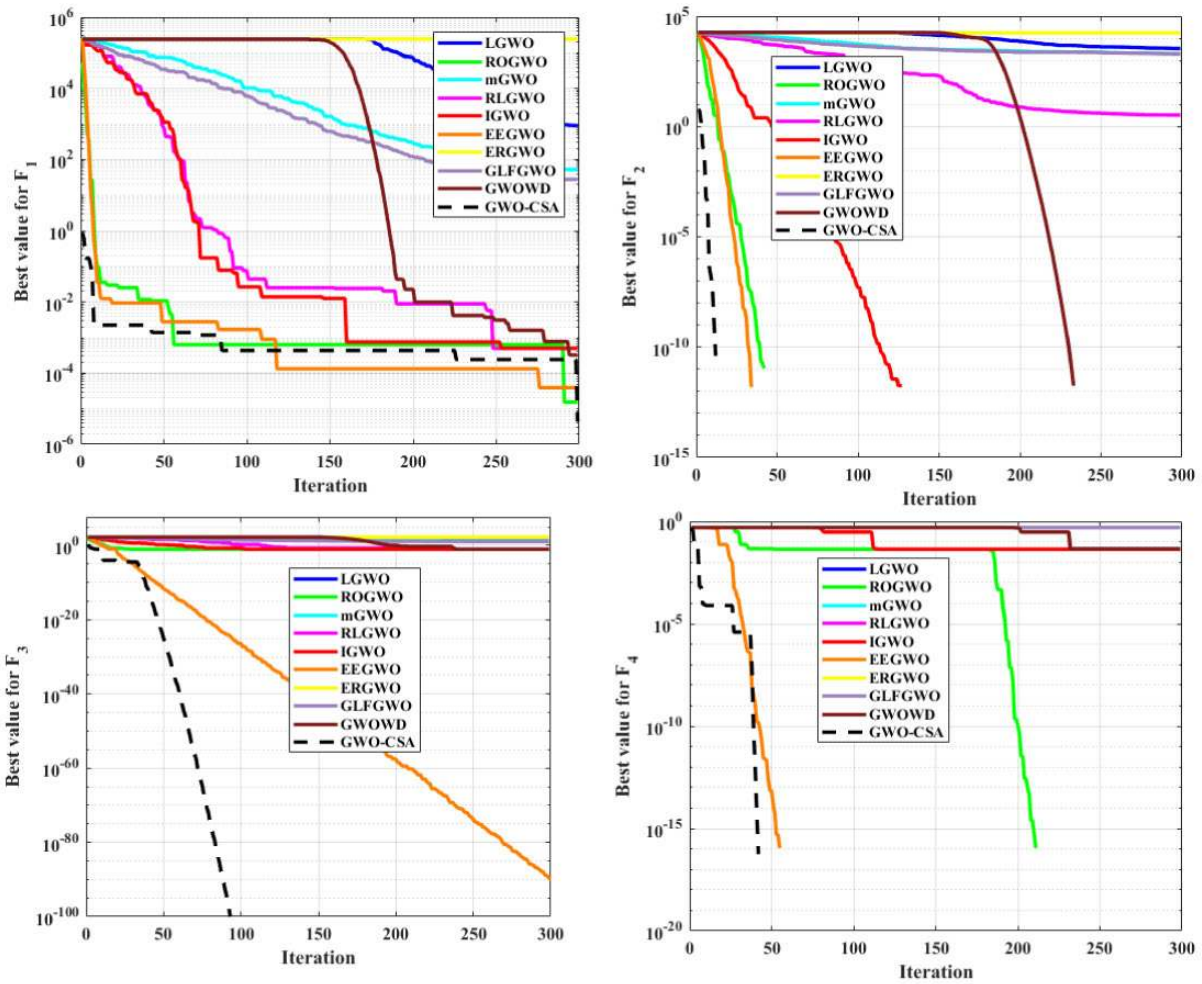 Best value for F1
10^6
10^4
10^2
10^0
10^-2
10^-4
10^-6
0 50 100 150 200 250 300
Iteration
LGWO
ROGWO
mGWO
RLGWO
IGWO
EEGWO
ERGWO
GLFGWO
GWOWD
GWO-CSA
Best value for F2
10^5
10^0
10^-5
10^-10
10^-15
0 50 100 150 200 250 300
Iteration
LGWO
ROGWO
mGWO
RLGWO
IGWO
EEGWO
ERGWO
GLFGWO
GWOWD
GWO-CSA
Best value for F3
10^0
10^-20
10^-40
10^-60
10^-80
10^-100
0 50 100 150 200 250 300
Iteration
LGWO
ROGWO
mGWO
RLGWO
IGWO
EEGWO
ERGWO
GLFGWO
GWOWD
GWO-CSA
Best value for F4
10^0
10^-5
10^-10
10^-15
10^-20
0 50 100 150 200 250 300
Iteration
LGWO
ROGWO
mGWO
RLGWO
IGWO
EEGWO
ERGWO
GLFGWO
GWOWD
GWO-CSA